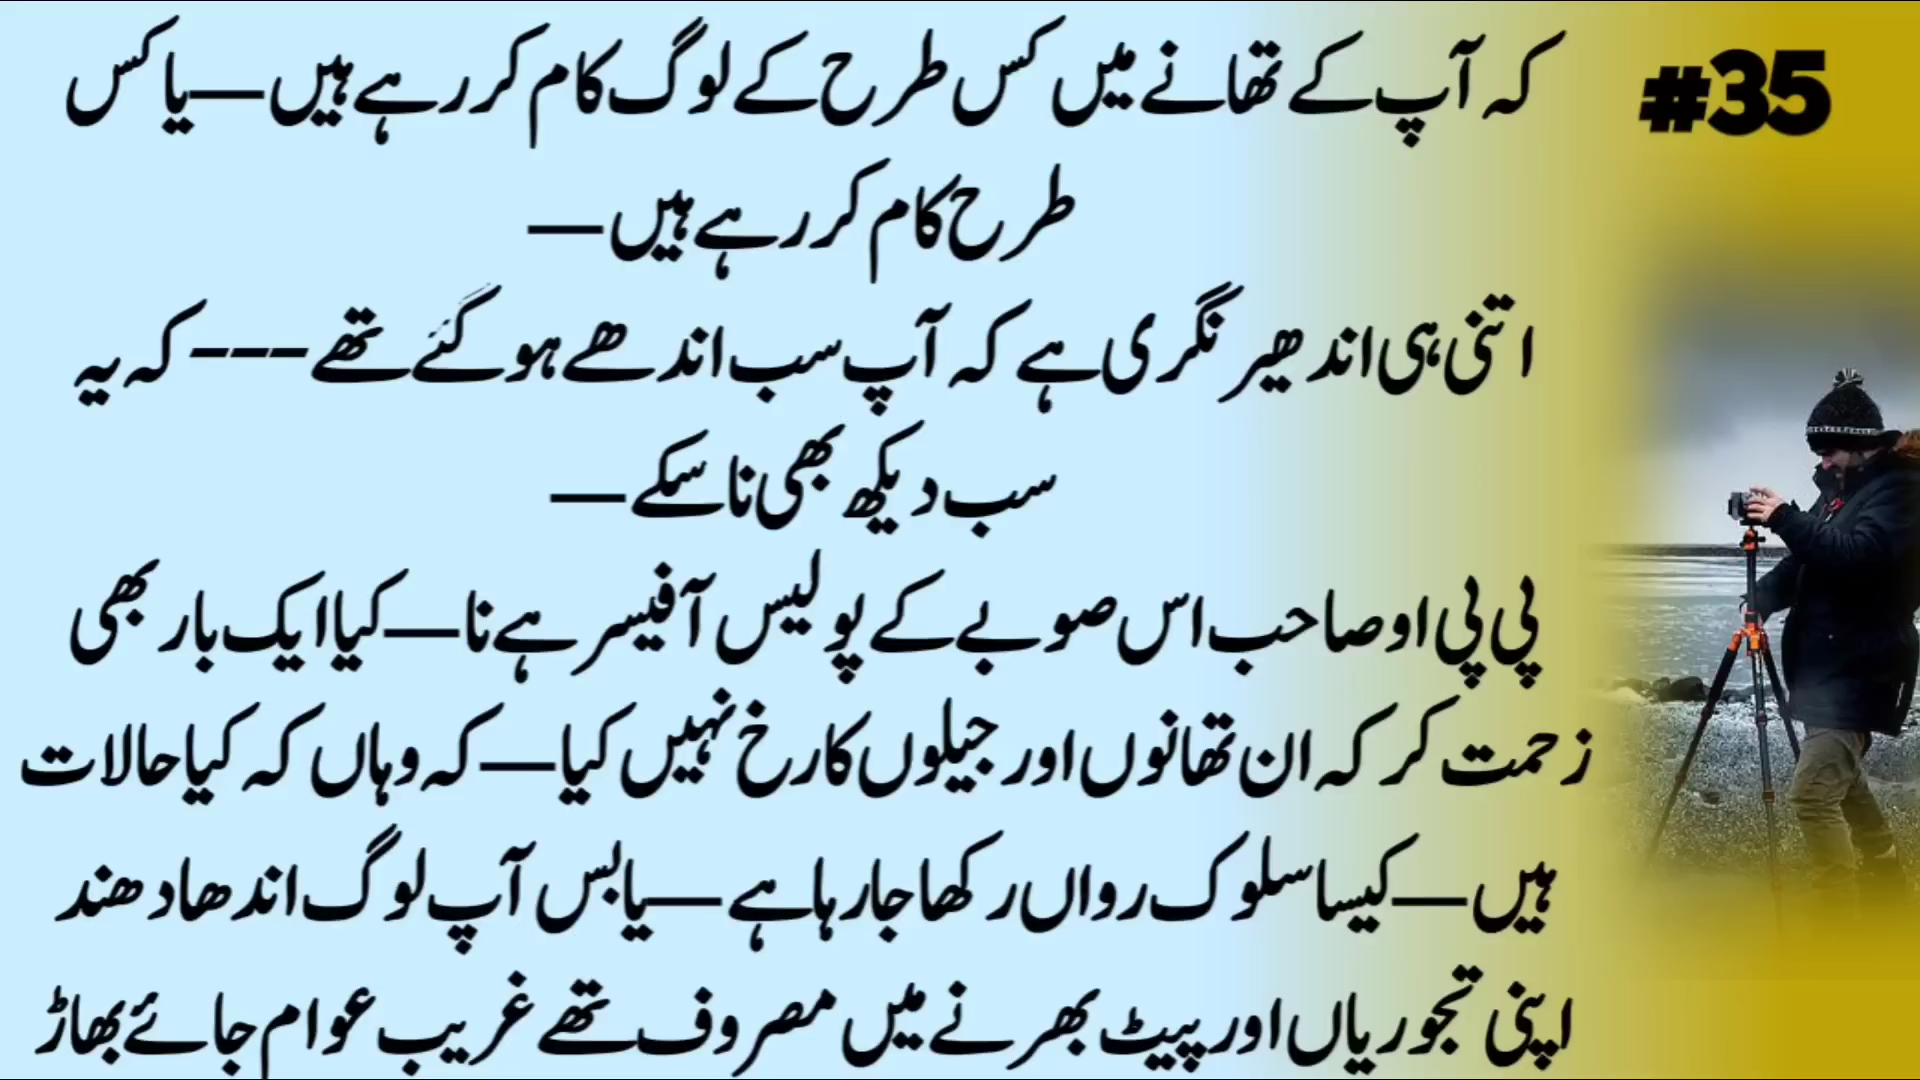 #35
کہ آپ کے تھانے میں کس طرح کے لوگ کام کر رہے ہیں — یا کس
طرح کام کر رہے ہیں —
اتنی ہی اندھیر نگری ہے کہ آپ سب اندھے ہو گئے تھے --- کہ یہ
سب دیکھ بھی نا سکے —
پی پی او صاحب اس صوبے کے پولیس آفیسر ہے نا — کیا ایک بار بھی
زحمت کر کہ ان تھانوں اور جیلوں کا رخ نہیں کیا — کہ وہاں کہ کیا حالات
ہیں — کیسا سلوک رواں رکھا جا رہا ہے — یا بس آپ لوگ اندھا دھند
اپنی تجوریاں اور پیٹ بھرنے میں مصروف تھے غریب عوام جائے بھاڑ